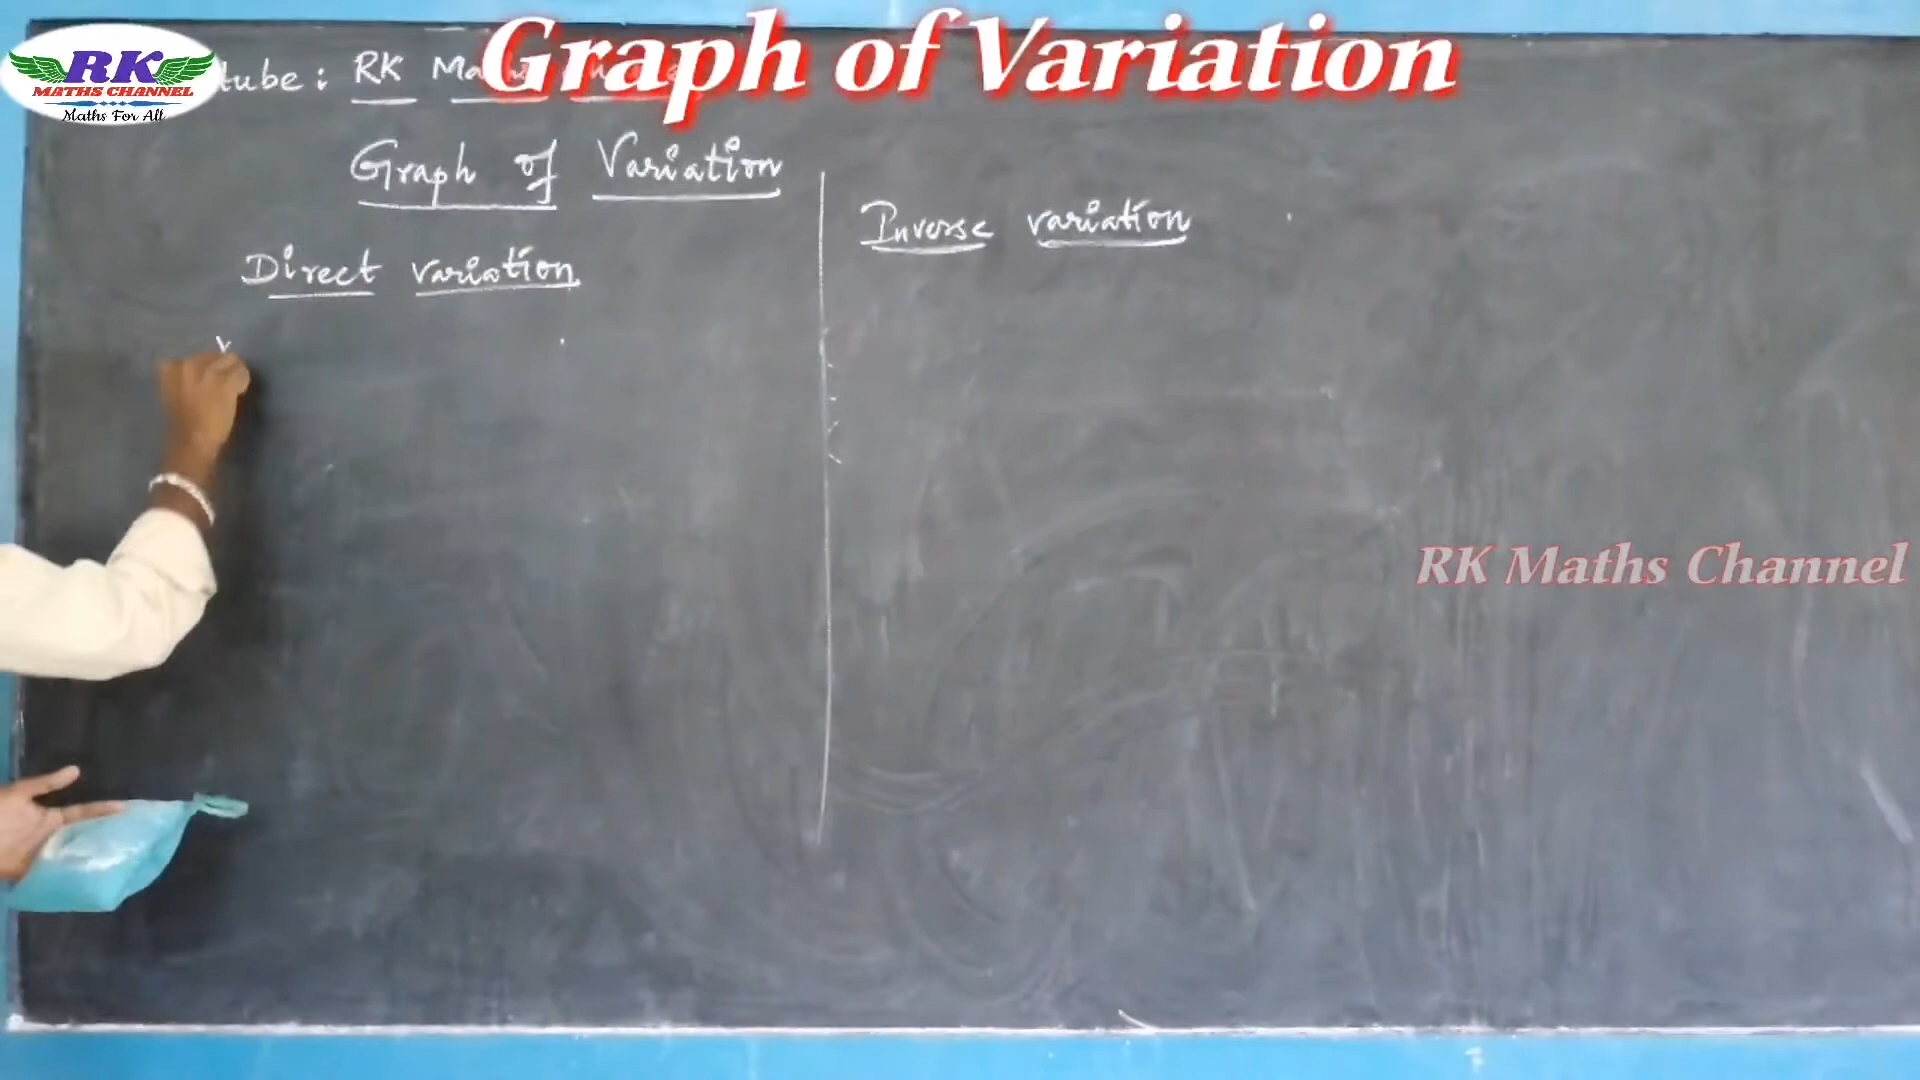 Graph of Variation
RK
MATHS CHANNEL
Maths For All
tube : RK
Graph of Variation
Direct variation
Inverse variation
RK Maths Channel